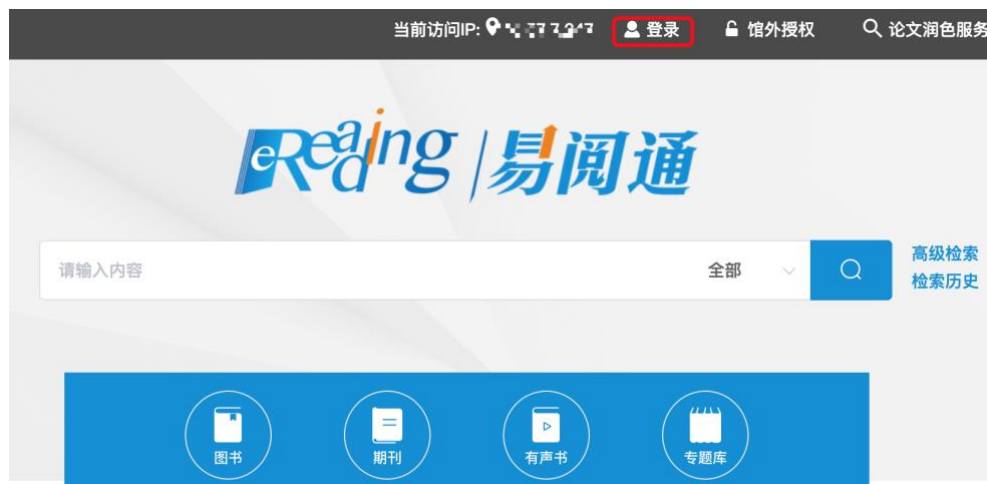 当前访问IP: 登录 馆外授权 论文润色服务
eReading|易阅通
请输入内容 全部
高级检索
检索历史
图书 期刊 有声书 专题库